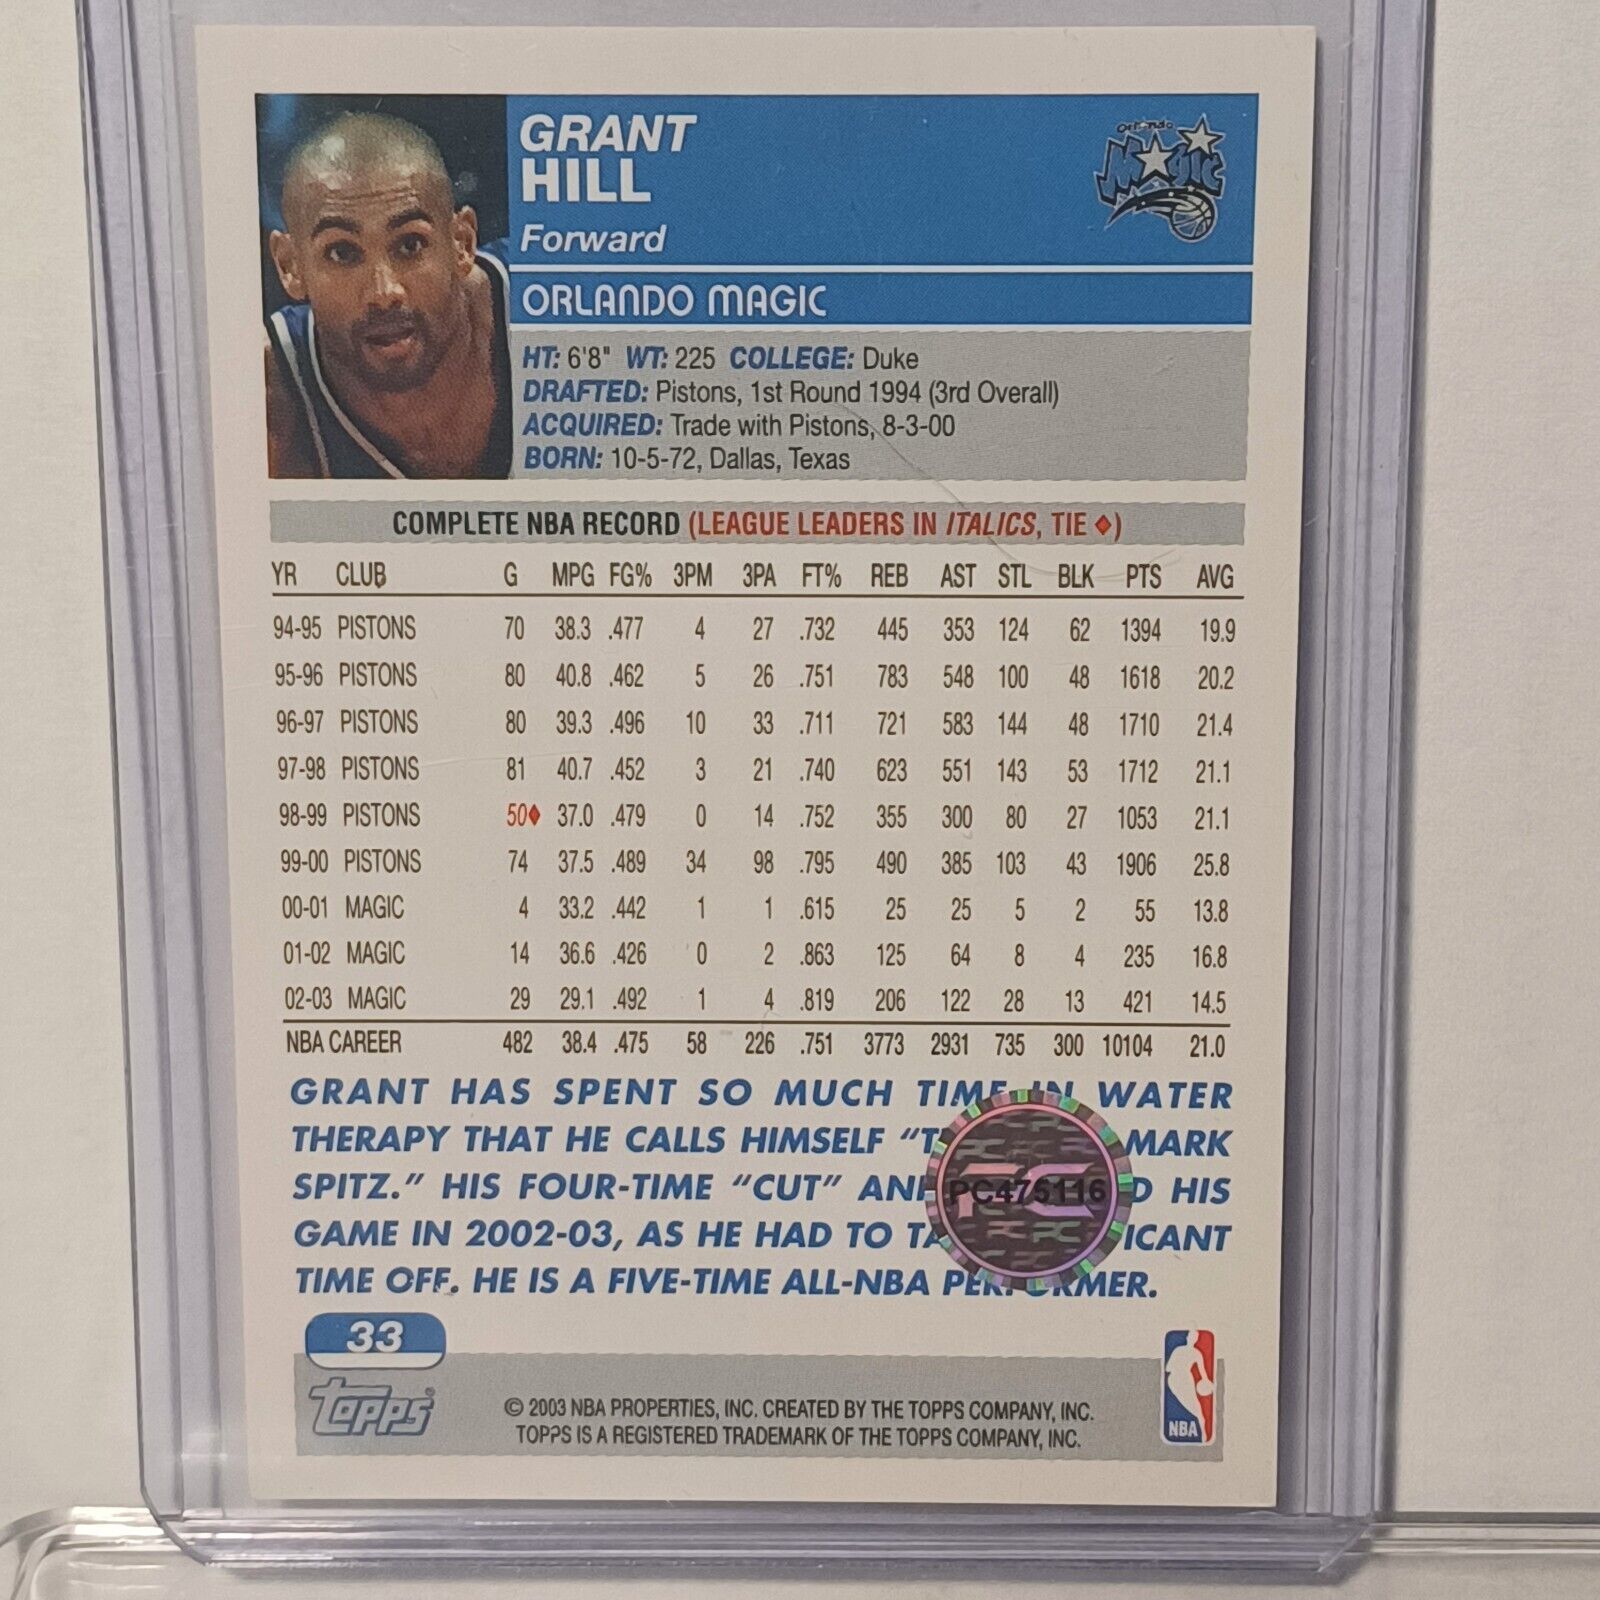 GRANT
HILL
Orlando
Magic
Forward
ORLANDO MAGIC
HT: 6'8" WT: 225 COLLEGE: Duke
DRAFTED: Pistons, 1st Round 1994 (3rd Overall)
ACQUIRED: Trade with Pistons, 8-3-00
BORN: 10-5-72, Dallas, Texas
COMPLETE NBA RECORD (LEAGUE LEADERS IN ITALICS, TIE ♦)
YR CLUB G MPG FG% 3PM 3PA FT% REB AST STL BLK PTS AVG
94-95 PISTONS 70 38.3 .477 4 27 .732 445 353 124 62 1394 19.9
95-96 PISTONS 80 40.8 .462 5 26 .751 783 548 100 48 1618 20.2
96-97 PISTONS 80 39.3 .496 10 33 .711 721 583 144 48 1710 21.4
97-98 PISTONS 81 40.7 .452 3 21 .740 623 551 143 53 1712 21.1
98-99 PISTONS 50♦ 37.0 .479 0 14 .752 355 300 80 27 1053 21.1
99-00 PISTONS 74 37.5 .489 34 98 .795 490 385 103 43 1906 25.8
00-01 MAGIC 4 33.2 .442 1 1 .615 25 25 5 2 55 13.8
01-02 MAGIC 14 36.6 .426 0 2 .863 125 64 8 4 235 16.8
02-03 MAGIC 29 29.1 .492 1 4 .819 206 122 28 13 421 14.5
NBA CAREER 482 38.4 .475 58 226 .751 3773 2931 735 300 10104 21.0
GRANT HAS SPENT SO MUCH TIME IN WATER
THERAPY THAT HE CALLS HIMSELF "T MARK
SPITZ." HIS FOUR-TIME "CUT" D HIS
GAME IN 2002-03, AS HE HAD TO ICANT
TIME OFF. HE IS A FIVE-TIME ALL-NBA PERFORMER.
PC475116
33
Topps
© 2003 NBA PROPERTIES, INC. CREATED BY THE TOPPS COMPANY, INC.
TOPPS IS A REGISTERED TRADEMARK OF THE TOPPS COMPANY, INC.
NBA